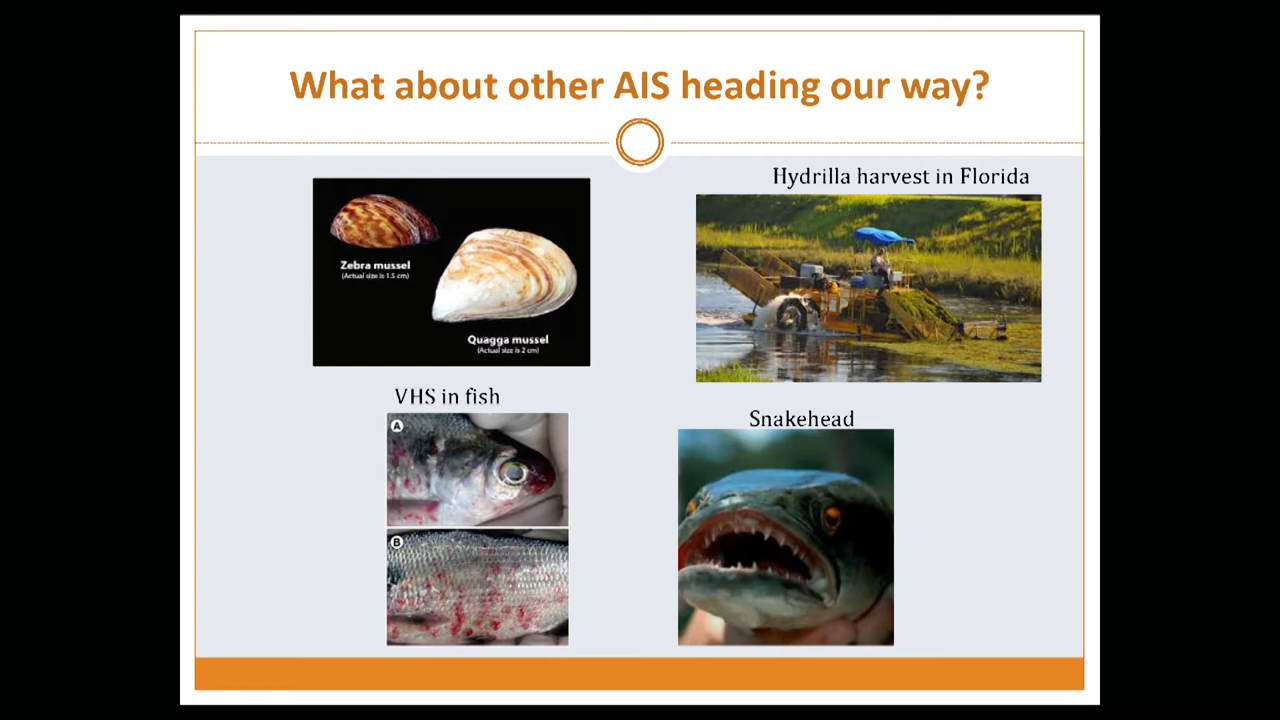 What about other AIS heading our way?
Hydrilla harvest in Florida
Zebra mussel
(Actual size is 1.5 cm)
Quagga mussel
(Actual size is 2 cm)
VHS in fish
A
B
Snakehead